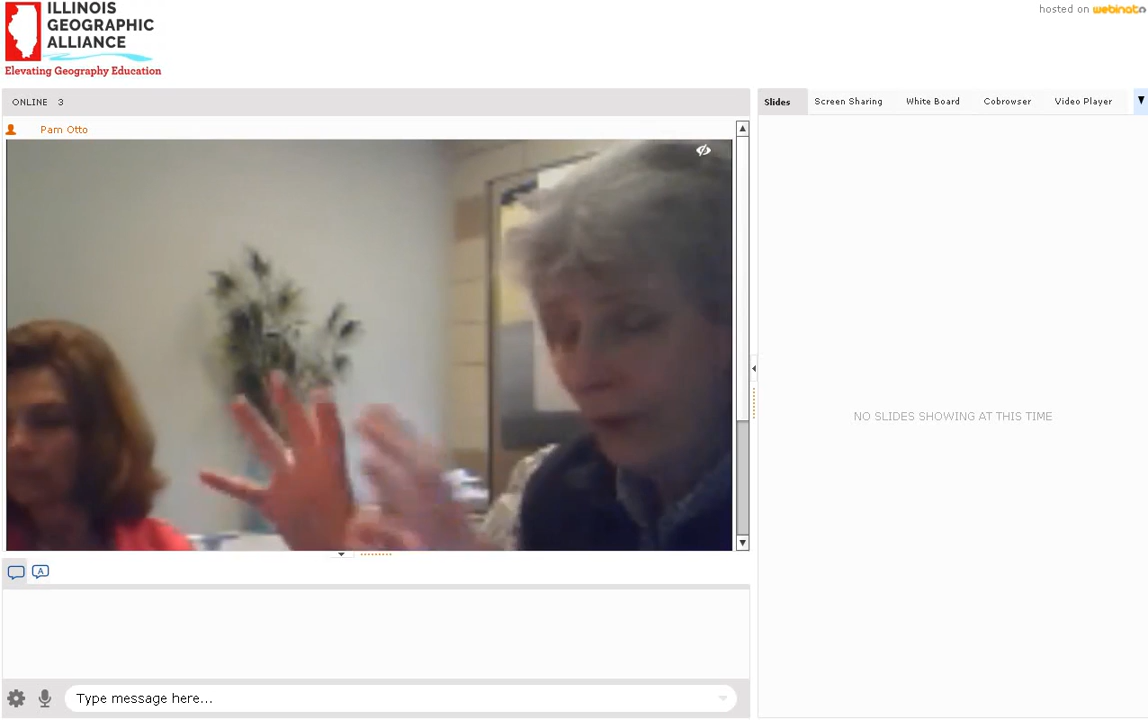 ILLINOIS
GEOGRAPHIC
ALLIANCE
Elevating Geography Education
hosted on webinato
ONLINE 3
Pam Otto
Slides
Screen Sharing
White Board
Cobrowser
Video Player
NO SLIDES SHOWING AT THIS TIME
A
Type message here...